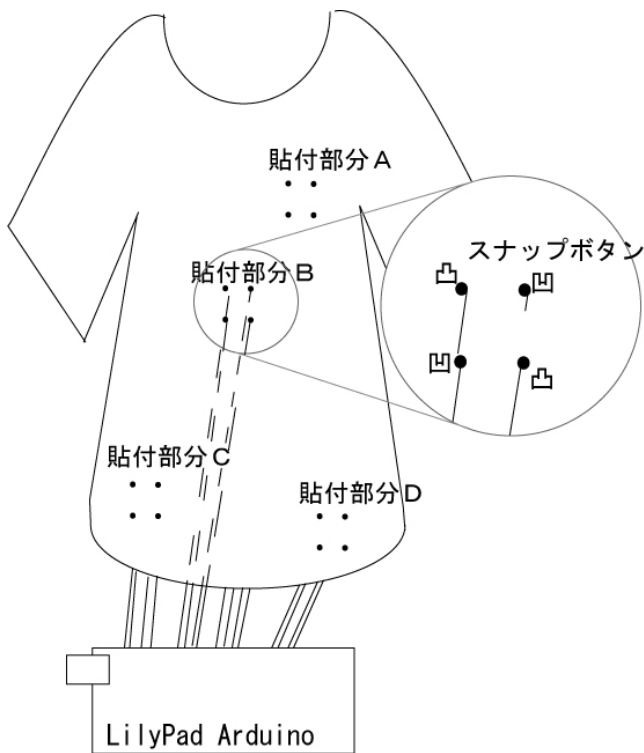 貼付部分A
貼付部分B
スナップボタン
凸
凹
凹
凸
貼付部分C
貼付部分D
LilyPad Arduino